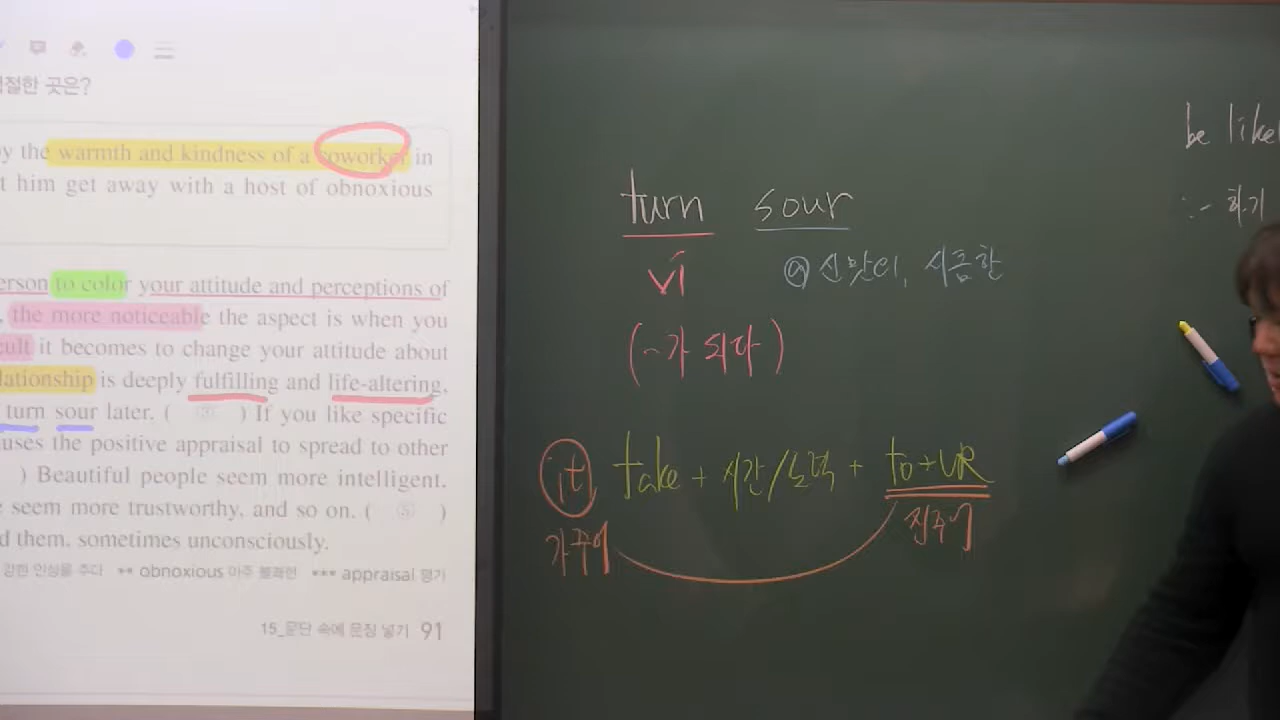 절한 곳은?
y the warmth and kindness of a coworker in
t him get away with a host of obnoxious
erson to color your attitude and perceptions of
, the more noticeable the aspect is when you
cult it becomes to change your attitude about
lationship is deeply fulfilling and life-altering,
turn sour later. ( ③ ) If you like specific
uses the positive appraisal to spread to other
) Beautiful people seem more intelligent,
e seem more trustworthy, and so on. ( ⑤ )
d them, sometimes unconsciously.
강한 인상을 주다 ** obnoxious 아주 불쾌한 *** appraisal 평가
15_문단 속에 문장 넣기 91
turn sour
vi ⓐ 신맛이, 시큼한
(~가 되다)
it take + 시간/노력 + to+VR
가주어 진주어
be like
:~ 하기